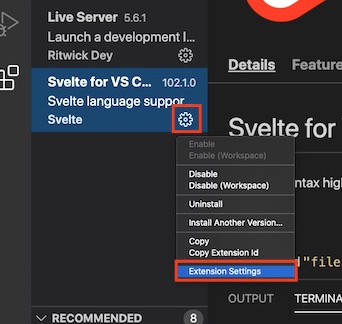 Live Server 5.6.1
Launch a development l...
Ritwick Dey
Svelte for VS C... 102.1.0
Svelte language suppor
Svelte
Details Feature
Svelte for
ntax hig
Enable
Enable (Workspace)
Disable
Disable (Workspace)
Uninstall
Install Another Version...
Copy
Copy Extension Id
Extension Settings
d"file
RECOMMENDED 8
OUTPUT TERMINA